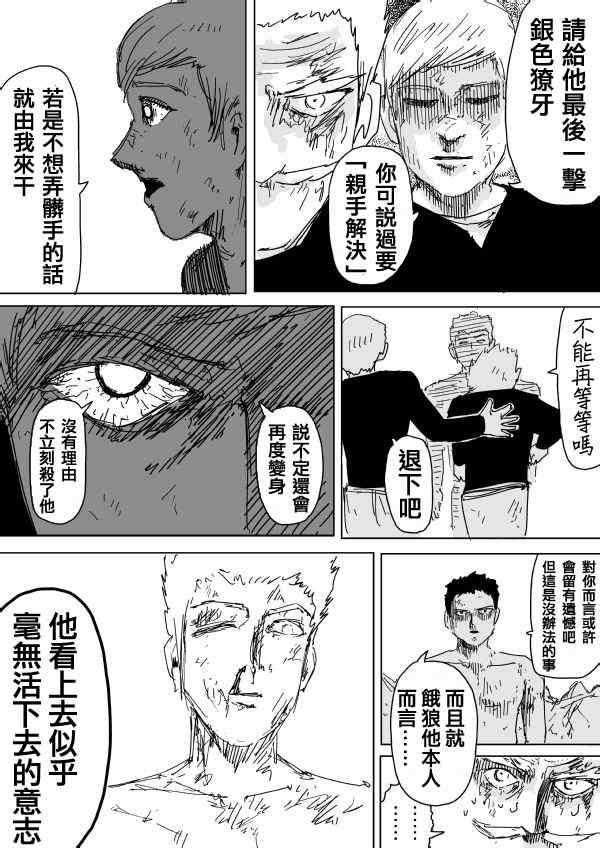 請給他最後一擊
銀色獠牙
你可説過要
「親手解決」
若是不想弄髒手的話
就由我來干
不能再等等嗎
退下吧
説不定還會
再度變身
沒有理由
不立刻殺了他
對你而言或許
會留有遺憾吧
但這是沒辦法的事
而且就
餓狼他本人
而言……
………
………
他看上去似乎
毫無活下去的意志